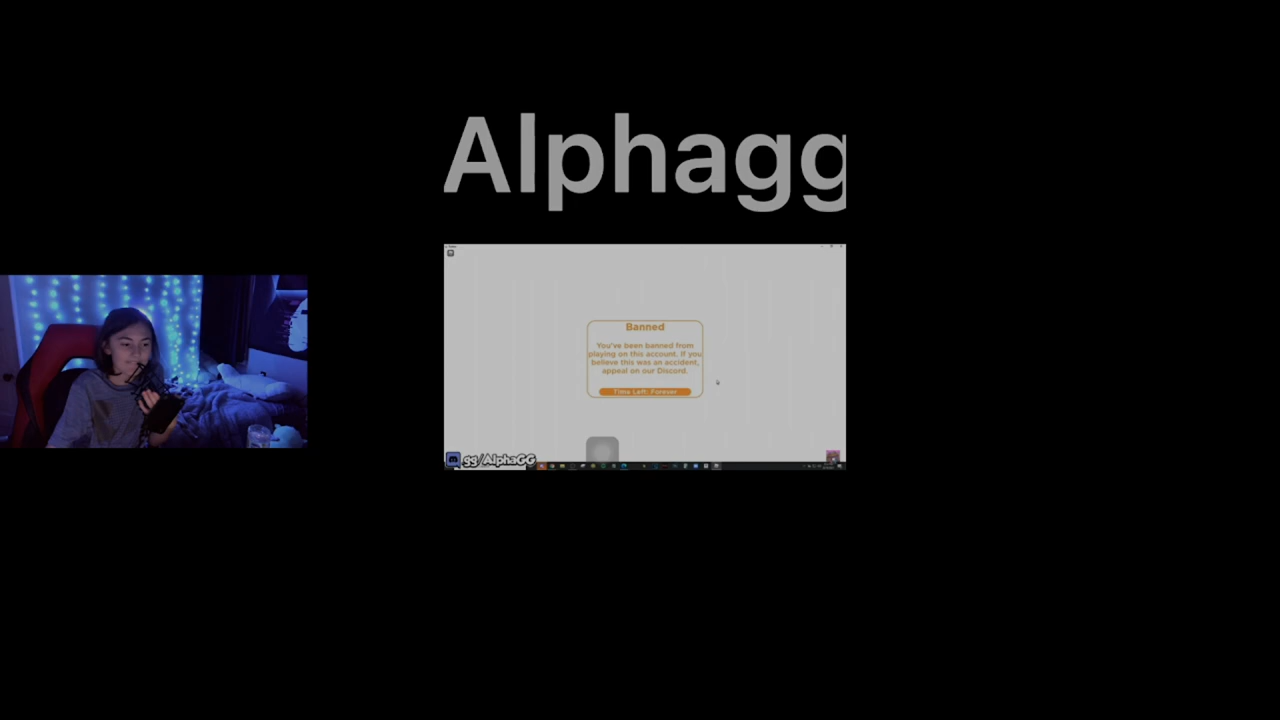 Alphagg
Banned
You've been banned from
playing on this account. If you
believe this was an accident,
appeal on our Discord.
Time Left: Forever
gg/AlphaGG